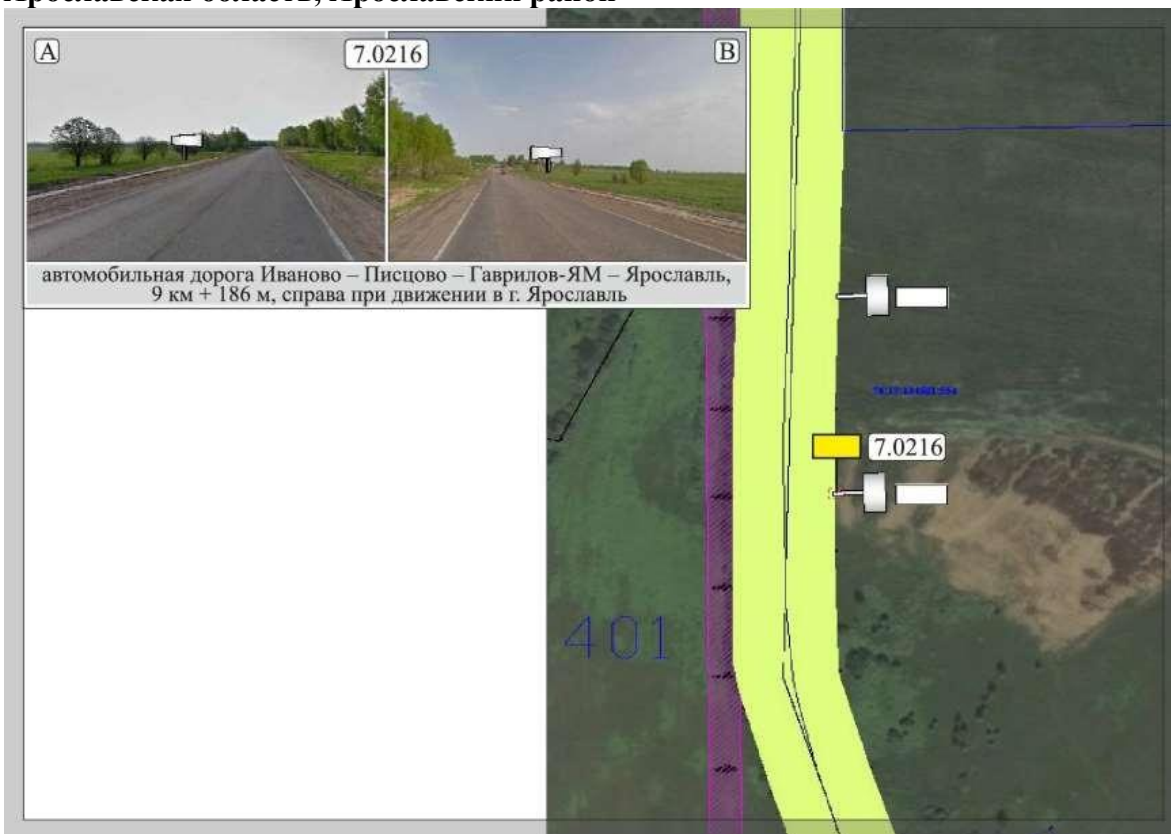 Ярославская область, Ярославский район
A
7.0216
B
автомобильная дорога Иваново – Писцово – Гаврилов-ЯМ – Ярославль,
9 км + 186 м, справа при движении в г. Ярославль
7.0216
401